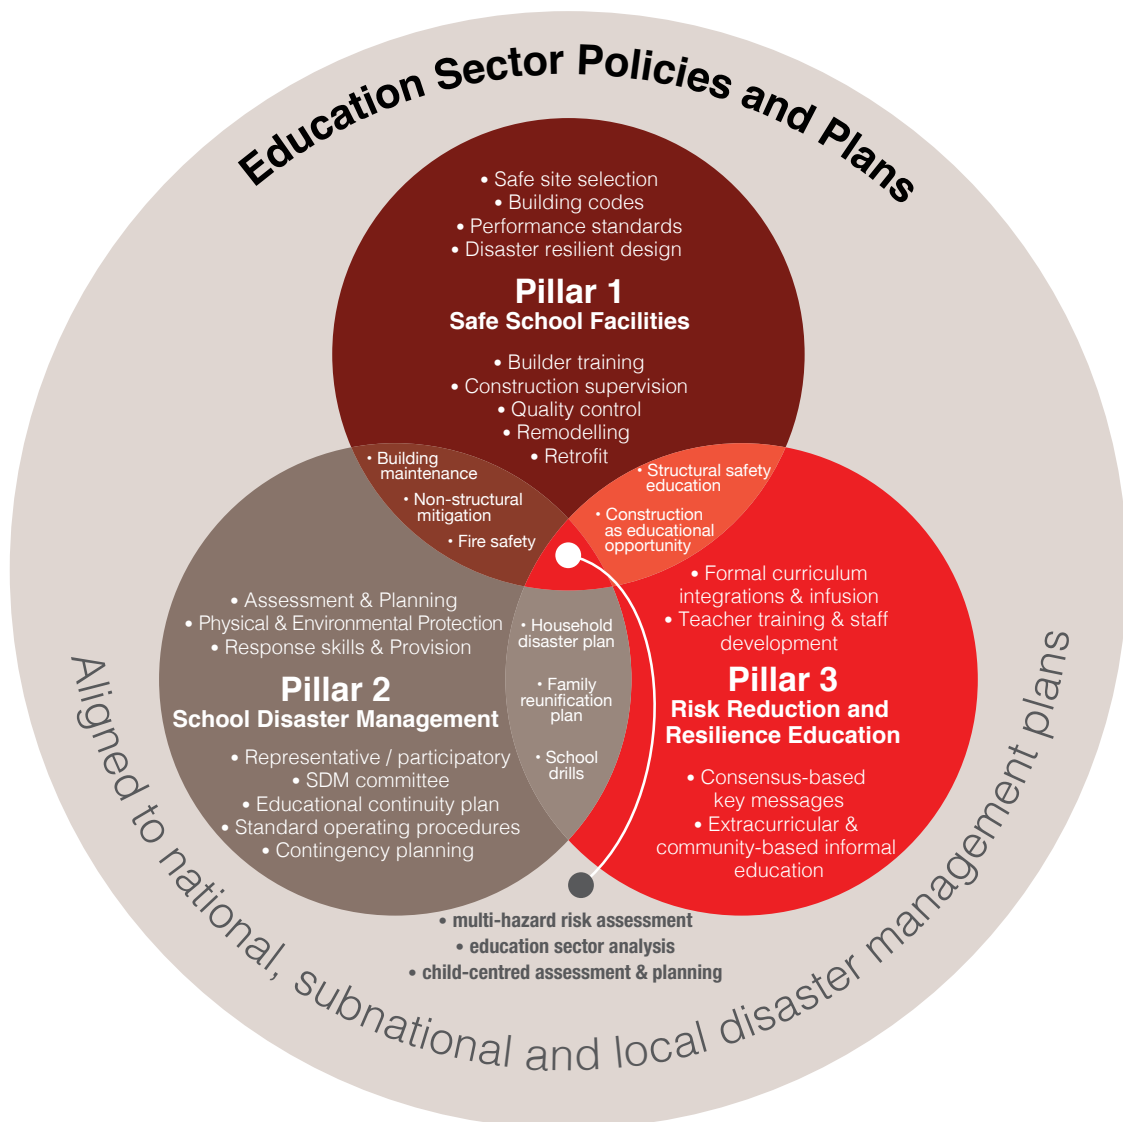 Education Sector Policies and Plans
• Safe site selection
• Building codes
• Performance standards
• Disaster resilient design
Pillar 1
Safe School Facilities
• Builder training
• Construction supervision
• Quality control
• Remodelling
• Retrofit
• Building
maintenance
• Non-structural
mitigation
• Fire safety
• Structural safety
education
• Construction
as educational
opportunity
• Assessment & Planning
• Physical & Environmental Protection
• Response skills & Provision
Pillar 2
School Disaster Management
• Representative / participatory
• SDM committee
• Educational continuity plan
• Standard operating procedures
• Contingency planning
• Household
disaster plan
• Family
reunification
plan
• School
drills
• Formal curriculum
integrations & infusion
• Teacher training & staff
development
Pillar 3
Risk Reduction and
Resilience Education
• Consensus-based
key messages
• Extracurricular &
community-based informal
education
• multi-hazard risk assessment
• education sector analysis
• child-centred assessment & planning
Aligned to national, subnational and local disaster management plans